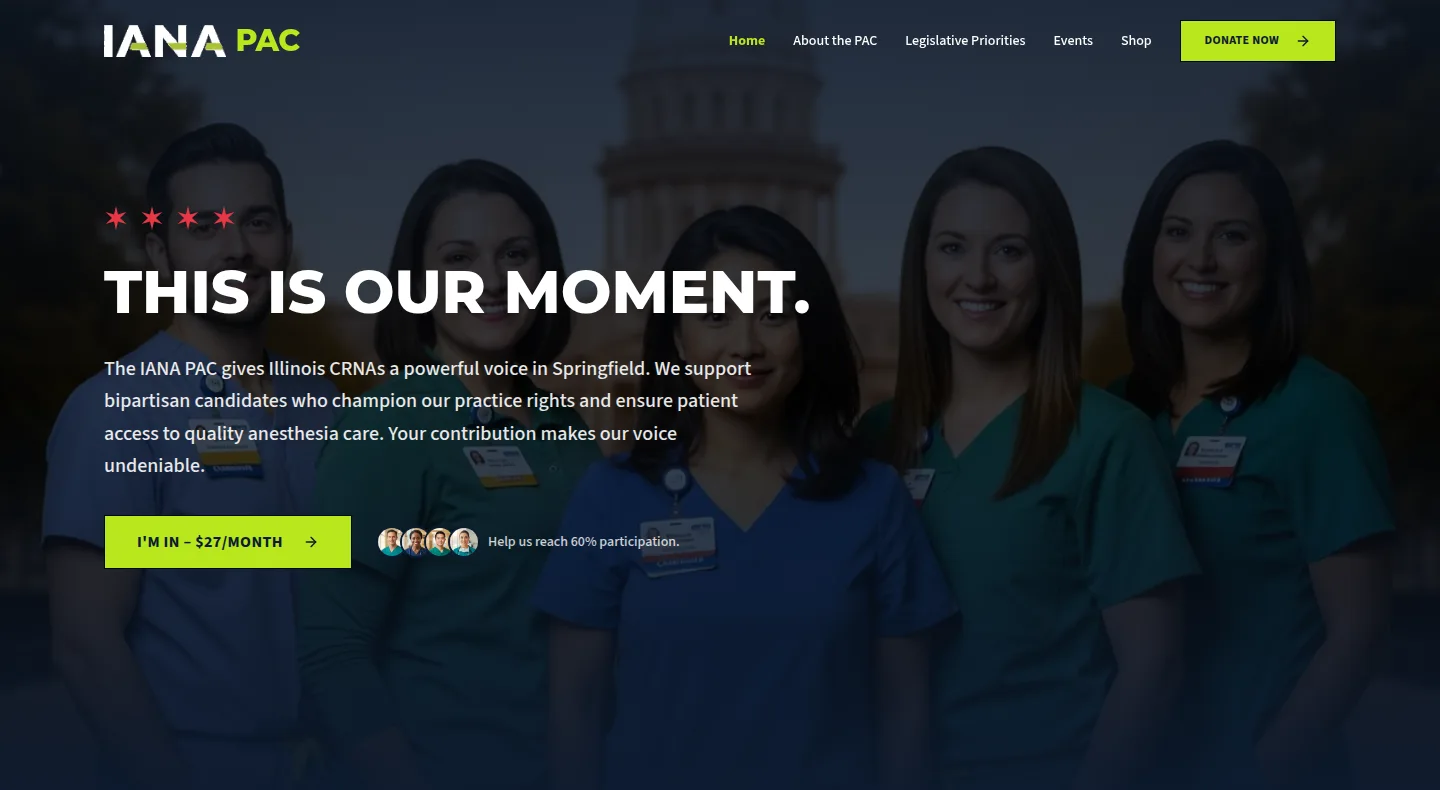 IANA PAC
Home
About the PAC
Legislative Priorities
Events
Shop
DONATE NOW
THIS IS OUR MOMENT.
The IANA PAC gives Illinois CRNAs a powerful voice in Springfield. We support
bipartisan candidates who champion our practice rights and ensure patient
access to quality anesthesia care. Your contribution makes our voice
undeniable.
I'M IN – $27/MONTH
Help us reach 60% participation.